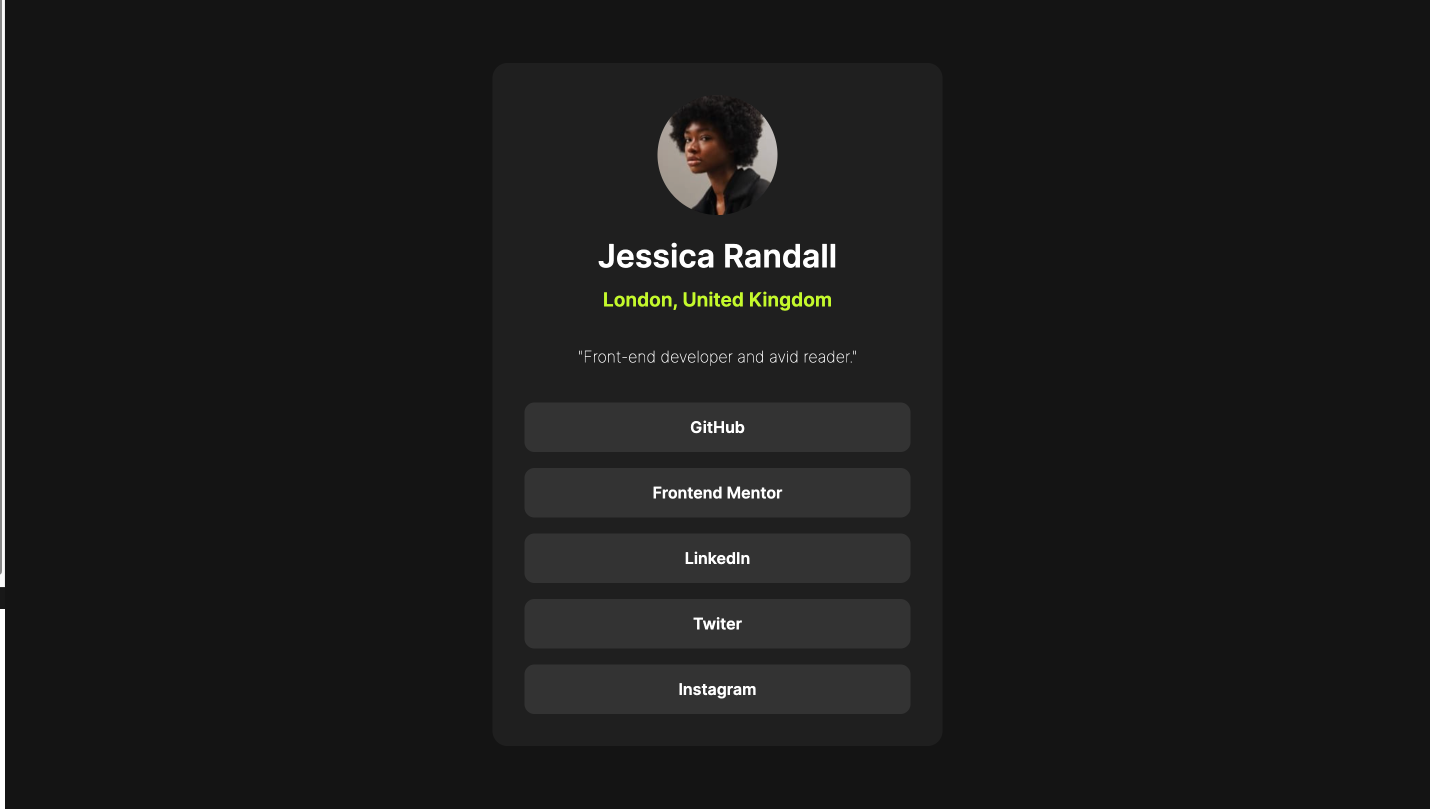 Jessica Randall
London, United Kingdom
"Front-end developer and avid reader."
GitHub
Frontend Mentor
LinkedIn
Twiter
Instagram